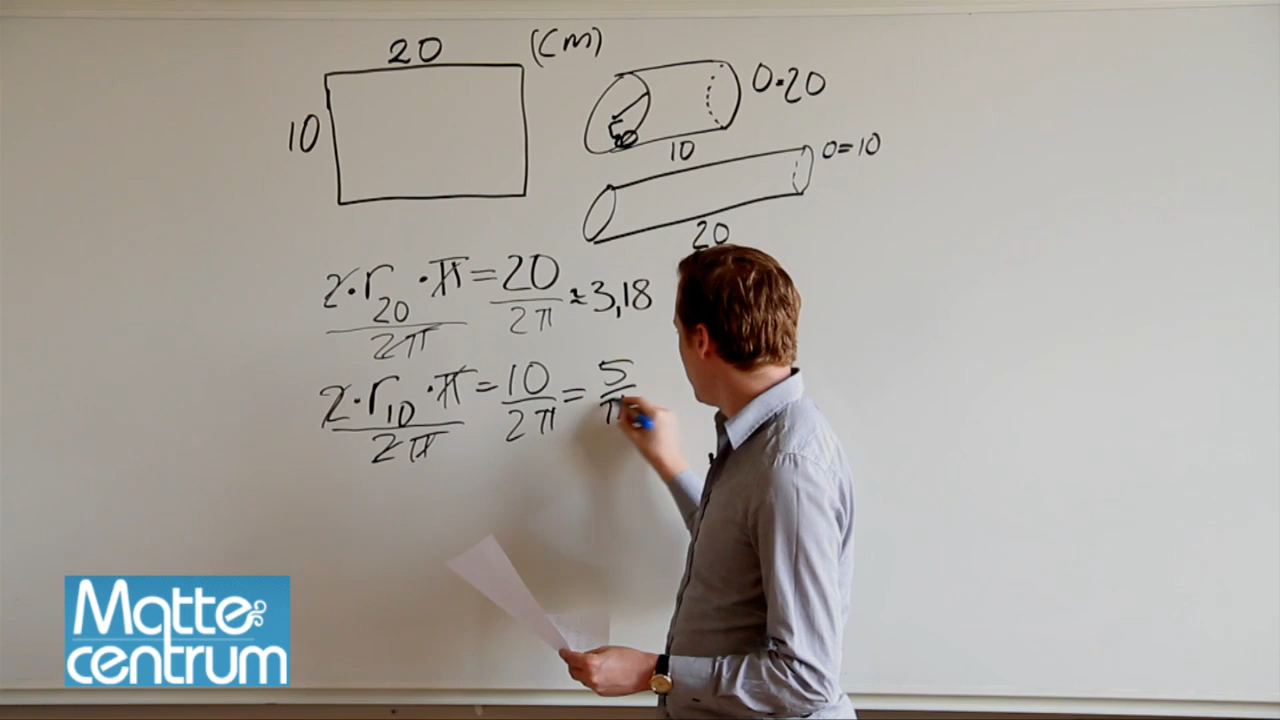 20 (cm)
10
O=20
10
O=10
20
2·r₂₀·π = 20 ≈ 3,18
2π 2π
2·r₁₀·π = 10 = 5
2π 2π π
Matte
centrum